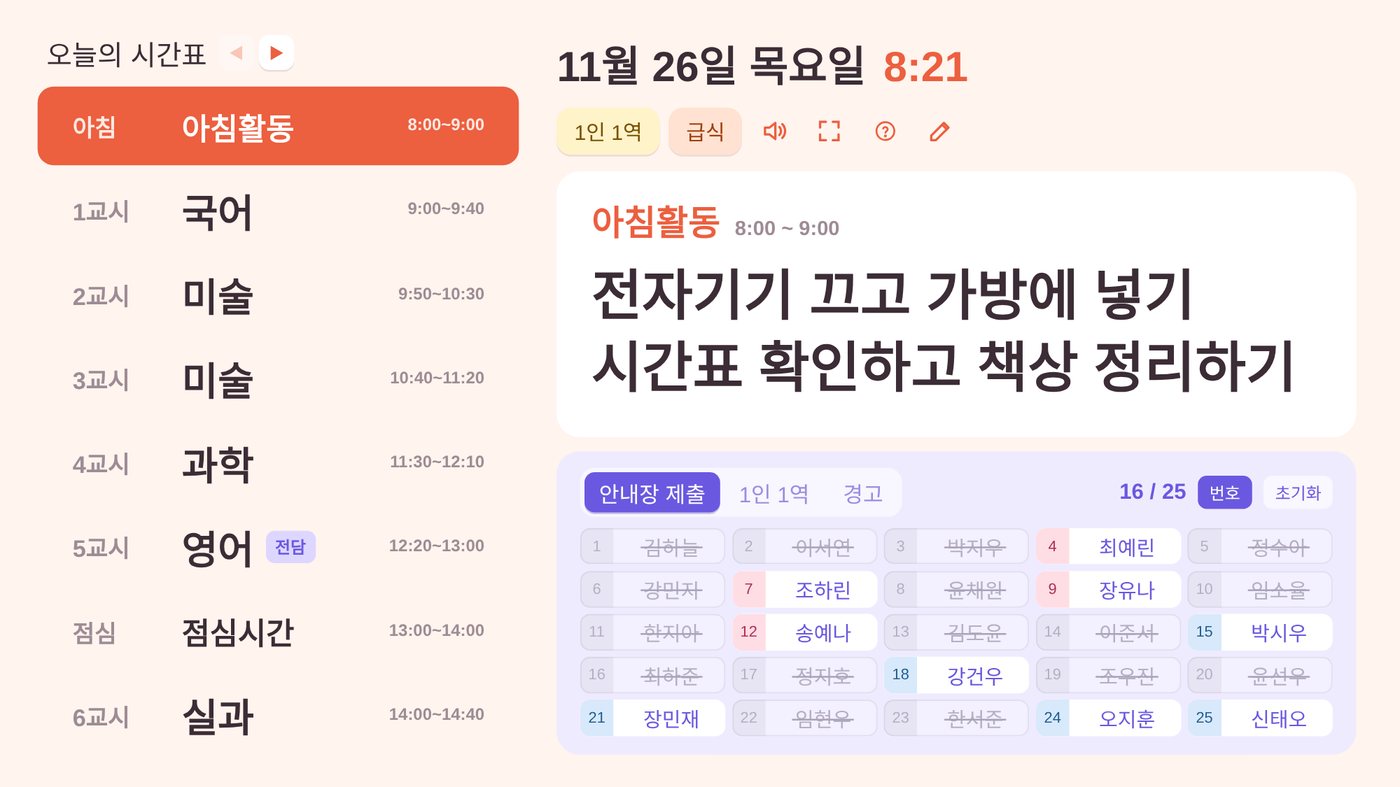 오늘의 시간표 ◀ ▶
아침 아침활동 8:00~9:00
1교시 국어 9:00~9:40
2교시 미술 9:50~10:30
3교시 미술 10:40~11:20
4교시 과학 11:30~12:10
5교시 영어 전담 12:20~13:00
점심 점심시간 13:00~14:00
6교시 실과 14:00~14:40
11월 26일 목요일 8:21
1인 1역 급식
아침활동 8:00 ~ 9:00
전자기기 끄고 가방에 넣기
시간표 확인하고 책상 정리하기
안내장 제출 1인 1역 경고 16 / 25 번호 초기화
1 김하늘 2 이서연 3 박지우 4 최예린 5 정수아
6 강민지 7 조하린 8 윤채원 9 장유나 10 임소율
11 한지아 12 송예나 13 김도윤 14 이준서 15 박시우
16 최하준 17 정지호 18 강건우 19 조우진 20 윤선우
21 장민재 22 임현우 23 한서준 24 오지훈 25 신태오